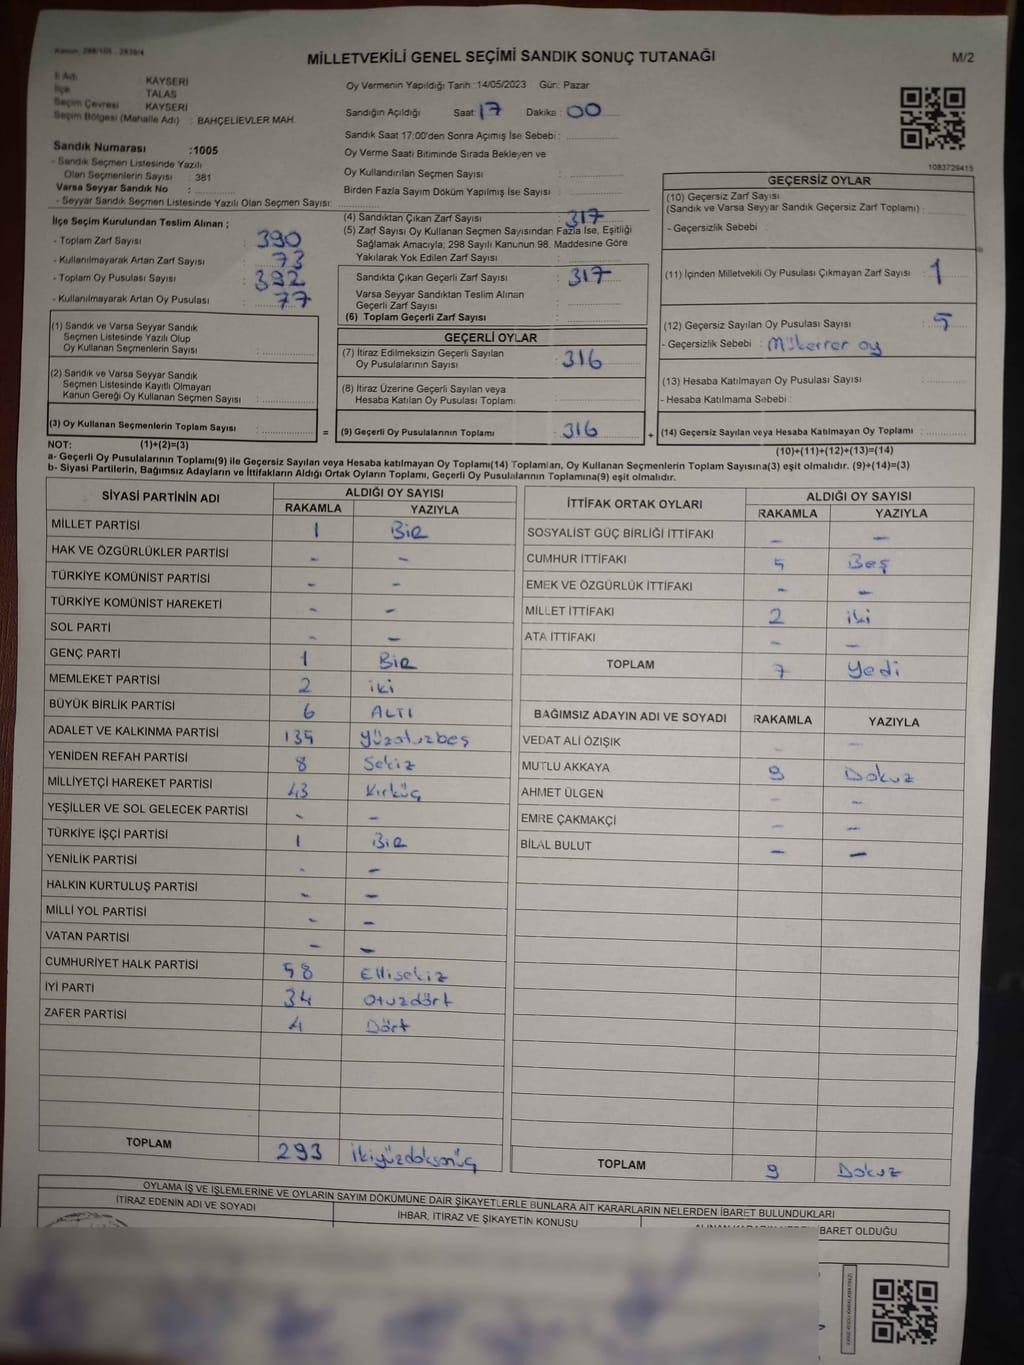 Kanun: 298/105 - 2839/4
MİLLETVEKİLİ GENEL SEÇİMİ SANDIK SONUÇ TUTANAĞI
M/2
İl Adı KAYSERİ
İlçe TALAS
Seçim Çevresi KAYSERİ
Seçim Bölgesi (Mahalle Adı) : BAHÇELİEVLER MAH.
Oy Vermenin Yapıldığı Tarih :14/05/2023 Gün: Pazar
Sandığın Açıldığı Saat: 17 Dakika : 00
Sandık Saat 17:00'den Sonra Açımış İse Sebebi :
Oy Verme Saati Bitiminde Sırada Bekleyen ve
Oy Kullandırılan Seçmen Sayısı :
Birden Fazla Sayım Döküm Yapılmış İse Sayısı :
1083729415
Sandık Numarası :1005
- Sandık Seçmen Listesinde Yazılı
Olan Seçmenlerin Sayısı : 381
Varsa Seyyar Sandık No :
- Seyyar Sandık Seçmen Listesinde Yazılı Olan Seçmen Sayısı:
İlçe Seçim Kurulundan Teslim Alınan ;
- Toplam Zarf Sayısı : 390
- Kullanılmayarak Artan Zarf Sayısı : 73
- Toplam Oy Pusulası Sayısı : 392
- Kullanılmayarak Artan Oy Pusulası : 77
(1) Sandık ve Varsa Seyyar Sandık
Seçmen Listesinde Yazılı Olup
Oy Kullanan Seçmenlerin Sayısı :
(2) Sandık ve Varsa Seyyar Sandık
Seçmen Listesinde Kayıtlı Olmayan
Kanun Gereği Oy Kullanan Seçmen Sayısı :
(3) Oy Kullanan Seçmenlerin Toplam Sayısı : =
(4) Sandıktan Çıkan Zarf Sayısı : 317
(5) Zarf Sayısı Oy Kullanan Seçmen Sayısından Fazla İse, Eşitliği
Sağlamak Amacıyla; 298 Sayılı Kanunun 98. Maddesine Göre
Yakılarak Yok Edilen Zarf Sayısı :
Sandıkta Çıkan Geçerli Zarf Sayısı : 317
Varsa Seyyar Sandıktan Teslim Alınan
Geçerli Zarf Sayısı :
(6) Toplam Geçerli Zarf Sayısı :
GEÇERLİ OYLAR
(7) İtiraz Edilmeksizin Geçerli Sayılan
Oy Pusulalarının Sayısı : 316
(8) İtiraz Üzerine Geçerli Sayılan veya
Hesaba Katılan Oy Pusulası Toplamı :
(9) Geçerli Oy Pusulalarının Toplamı : 316 +
GEÇERSİZ OYLAR
(10) Geçersiz Zarf Sayısı
(Sandık ve Varsa Seyyar Sandık Geçersiz Zarf Toplamı) :
- Geçersizlik Sebebi
(11) İçinden Milletvekili Oy Pusulası Çıkmayan Zarf Sayısı : 1
(12) Geçersiz Sayılan Oy Pusulası Sayısı : 5
- Geçersizlik Sebebi : Mükerrer oy
(13) Hesaba Katılmayan Oy Pusulası Sayısı :
- Hesaba Katılmama Sebebi :
(14) Geçersiz Sayılan veya Hesaba Katılmayan Oy Toplamı :
NOT: (1)+(2)=(3)
(10)+(11)+(12)+(13)=(14)
a- Geçerli Oy Pusulalarının Toplamı(9) ile Geçersiz Sayılan veya Hesaba katılmayan Oy Toplamı(14) Toplamları, Oy Kullanan Seçmenlerin Toplam Sayısına(3) eşit olmalıdır. (9)+(14)=(3)
b- Siyasi Partilerin, Bağımsız Adayların ve İttifakların Aldığı Ortak Oyların Toplamı, Geçerli Oy Pusulalarının Toplamına(9) eşit olmalıdır.
SİYASİ PARTİNİN ADI ALDIĞI OY SAYISI
RAKAMLA YAZIYLA
MİLLET PARTİSİ 1 Bir
HAK VE ÖZGÜRLÜKLER PARTİSİ - -
TÜRKİYE KOMÜNİST PARTİSİ - -
TÜRKİYE KOMÜNİST HAREKETİ - -
SOL PARTİ - -
GENÇ PARTİ 1 Bir
MEMLEKET PARTİSİ 2 iki
BÜYÜK BİRLİK PARTİSİ 6 ALTI
ADALET VE KALKINMA PARTİSİ 135 yüzotuzbeş
YENİDEN REFAH PARTİSİ 8 Sekiz
MİLLİYETÇİ HAREKET PARTİSİ 43 Kırküç
YEŞİLLER VE SOL GELECEK PARTİSİ - -
TÜRKİYE İŞÇİ PARTİSİ 1 Bir
YENİLİK PARTİSİ - -
HALKIN KURTULUŞ PARTİSİ - -
MİLLİ YOL PARTİSİ - -
VATAN PARTİSİ - -
CUMHURİYET HALK PARTİSİ 58 Ellisekiz
İYİ PARTİ 34 Otuzdört
ZAFER PARTİSİ 4 Dört
TOPLAM 293 ikiyüzdoksanüç
İTTİFAK ORTAK OYLARI ALDIĞI OY SAYISI
RAKAMLA YAZIYLA
SOSYALİST GÜÇ BİRLİĞİ İTTİFAKI - -
CUMHUR İTTİFAKI 5 Beş
EMEK VE ÖZGÜRLÜK İTTİFAKI - -
MİLLET İTTİFAKI 2 iki
ATA İTTİFAKI - -
TOPLAM 7 Yedi
BAĞIMSIZ ADAYIN ADI VE SOYADI RAKAMLA YAZIYLA
VEDAT ALİ ÖZIŞIK - -
MUTLU AKKAYA 9 Dokuz
AHMET ÜLGEN - -
EMRE ÇAKMAKÇİ - -
BİLAL BULUT - -
TOPLAM 9 Dokuz
OYLAMA İŞ VE İŞLEMLERİNE VE OYLARIN SAYIM DÖKÜMÜNE DAİR ŞİKAYETLERLE BUNLARA AİT KARARLARIN NELERDEN İBARET BULUNDUKLARI
İTİRAZ EDENİN ADI VE SOYADI İHBAR, İTİRAZ VE ŞİKAYETİN KONUSU İBARET OLDUĞU